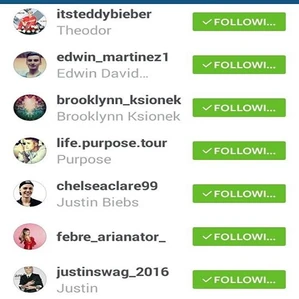 itsteddybieber
Theodor
FOLLOWI...
edwin_martinez1
Edwin David...
FOLLOWI...
brooklynn_ksionek
Brooklynn Ksionek
FOLLOWI...
life.purpose.tour
Purpose
FOLLOWI...
chelseaclare99
Justin Biebs
FOLLOWI...
febre_arianator_
FOLLOWI...
justinswag_2016
Justin
FOLLOWI...